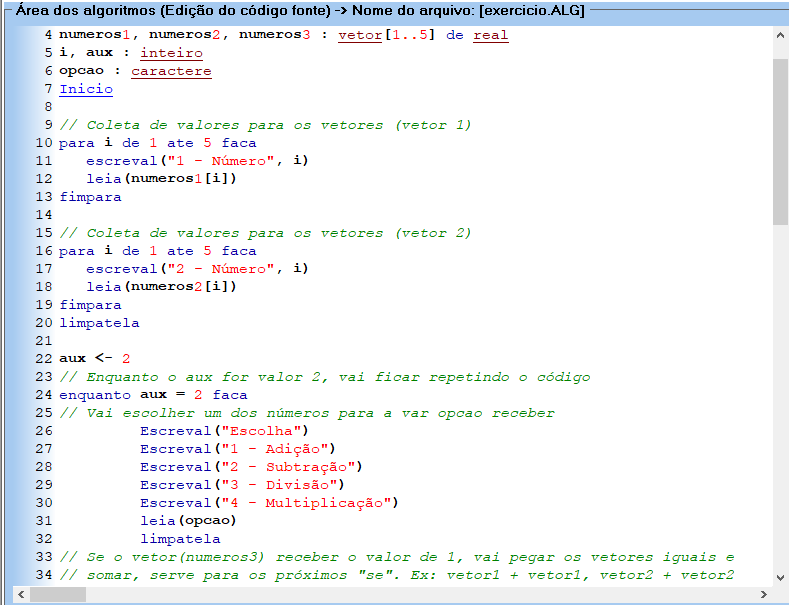 Área dos algoritmos (Edição do código fonte) -> Nome do arquivo: [exercicio.ALG]
4 numeros1, numeros2, numeros3 : vetor[1..5] de real
5 i, aux : inteiro
6 opcao : caractere
7 Inicio
8
9 // Coleta de valores para os vetores (vetor 1)
10 para i de 1 ate 5 faca
11    escreval("1 - Número", i)
12    leia(numeros1[i])
13 fimpara
14
15 // Coleta de valores para os vetores (vetor 2)
16 para i de 1 ate 5 faca
17    escreval("2 - Número", i)
18    leia(numeros2[i])
19 fimpara
20 limpatela
21
22 aux <- 2
23 // Enquanto o aux for valor 2, vai ficar repetindo o código
24 enquanto aux = 2 faca
25 // Vai escolher um dos números para a var opcao receber
26          Escreval("Escolha")
27          Escreval("1 - Adição")
28          Escreval("2 - Subtração")
29          Escreval("3 - Divisão")
30          Escreval("4 - Multiplicação")
31          leia(opcao)
32          limpatela
33 // Se o vetor(numeros3) receber o valor de 1, vai pegar os vetores iguais e
34 // somar, serve para os próximos "se". Ex: vetor1 + vetor1, vetor2 + vetor2